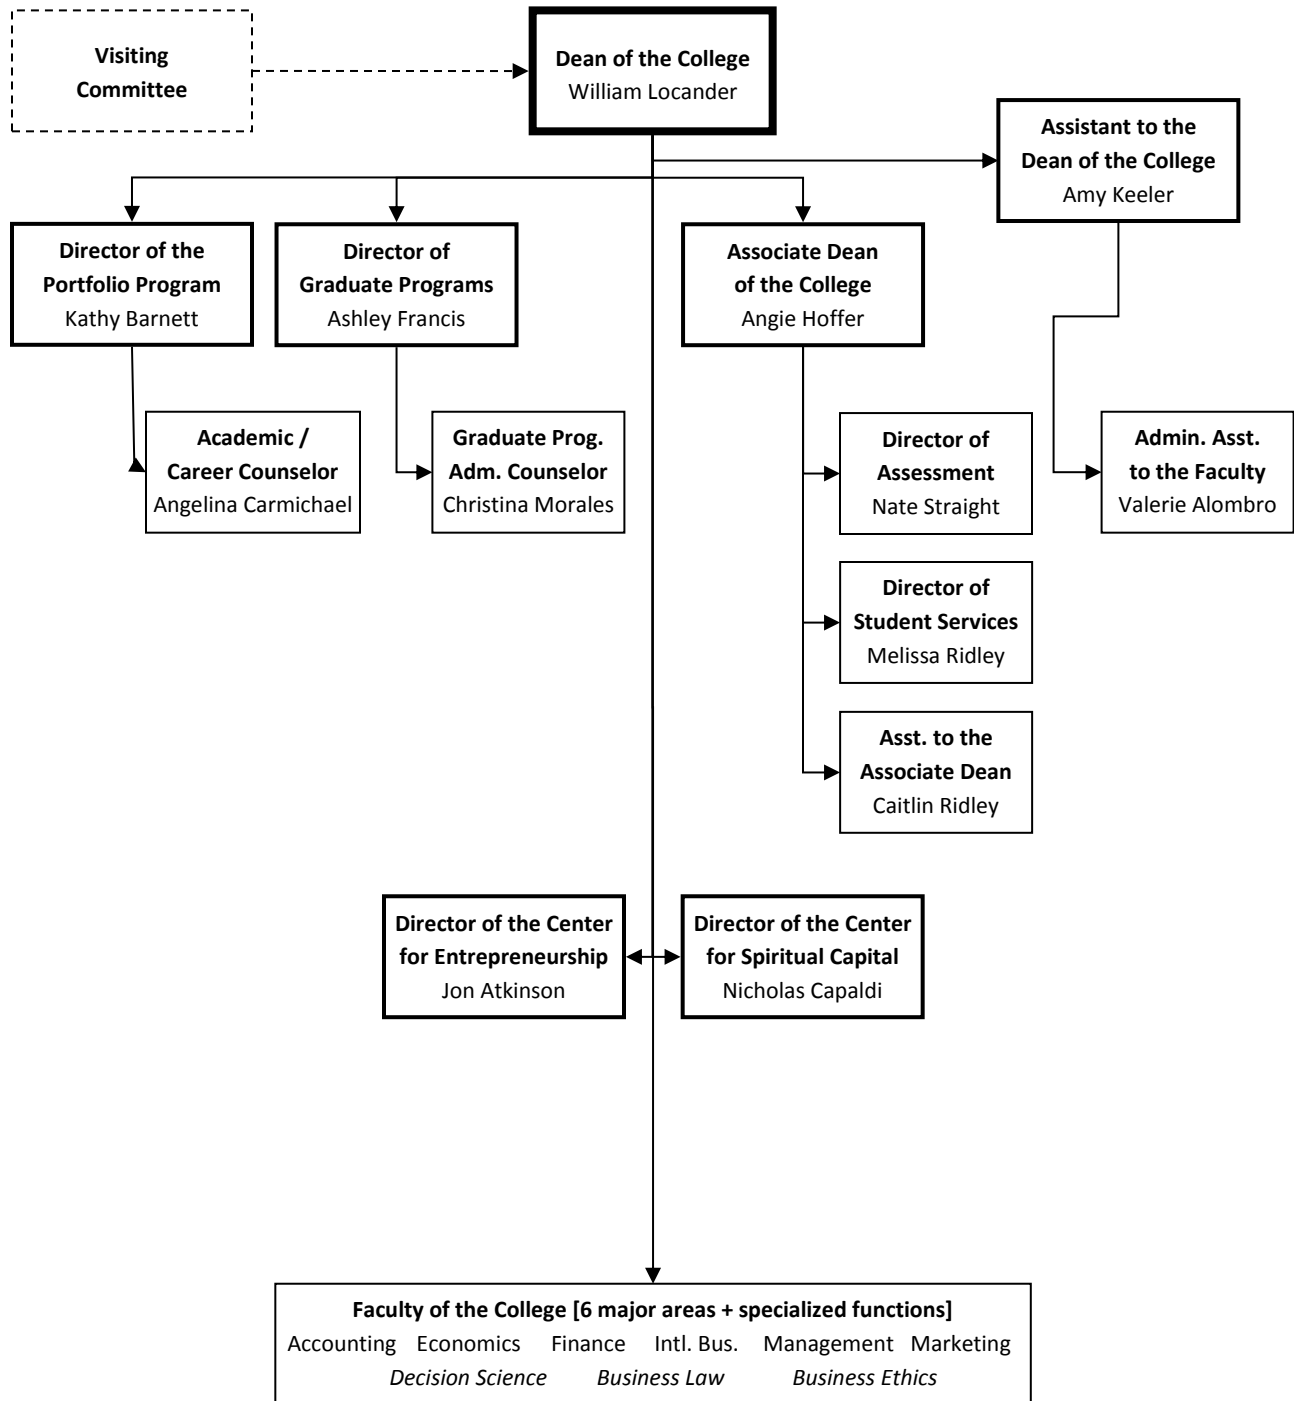 Visiting
Committee
Dean of the College
William Locander
Assistant to the
Dean of the College
Amy Keeler
Director of the
Portfolio Program
Kathy Barnett
Director of
Graduate Programs
Ashley Francis
Associate Dean
of the College
Angie Hoffer
Academic /
Career Counselor
Angelina Carmichael
Graduate Prog.
Adm. Counselor
Christina Morales
Director of
Assessment
Nate Straight
Admin. Asst.
to the Faculty
Valerie Alombro
Director of
Student Services
Melissa Ridley
Asst. to the
Associate Dean
Caitlin Ridley
Director of the Center
for Entrepreneurship
Jon Atkinson
Director of the Center
for Spiritual Capital
Nicholas Capaldi
Faculty of the College [6 major areas + specialized functions]
Accounting Economics Finance Intl. Bus. Management Marketing
Decision Science Business Law Business Ethics